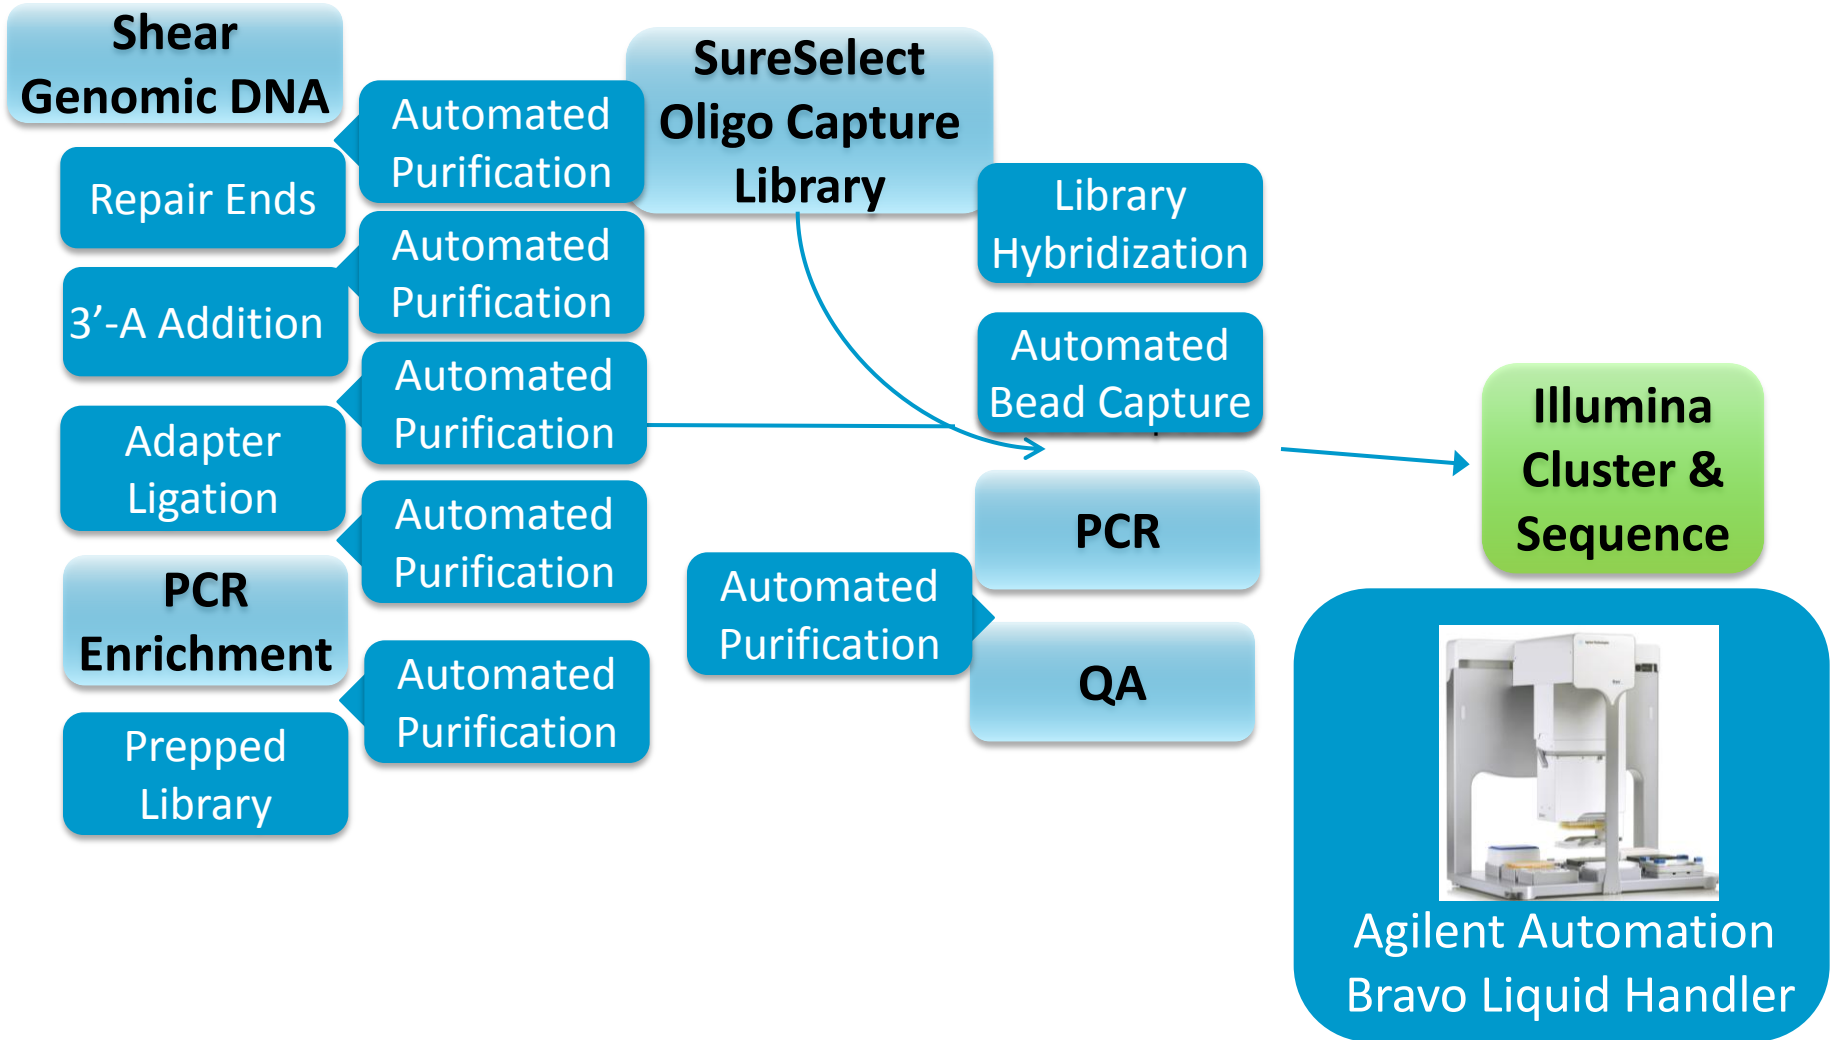 Shear
Genomic DNA
Automated
Purification
Repair Ends
Automated
Purification
3’-A Addition
Automated
Purification
Adapter
Ligation
Automated
Purification
PCR
Enrichment
Automated
Purification
Prepped
Library
SureSelect
Oligo Capture
Library
Library
Hybridization
Automated
Bead Capture
PCR
Automated
Purification
QA
Illumina
Cluster &
Sequence
Agilent Automation
Bravo Liquid Handler